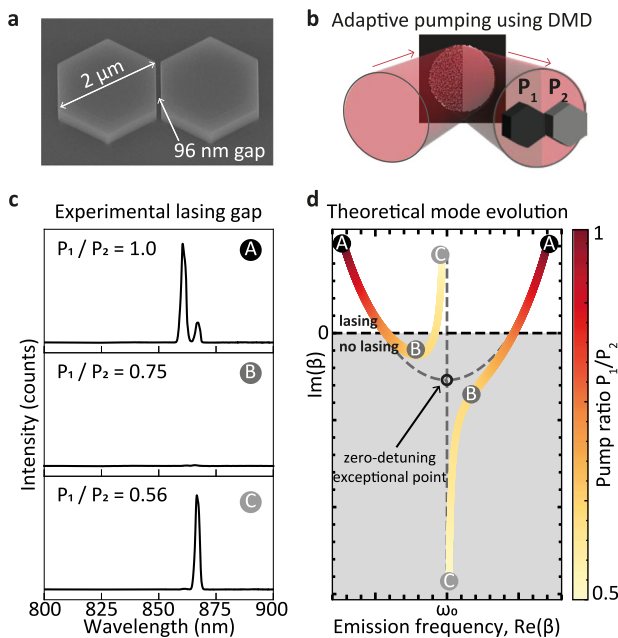 a
2 μm
96 nm gap
b Adaptive pumping using DMD
P₁ P₂
c Experimental lasing gap
P₁ / P₂ = 1.0 A
P₁ / P₂ = 0.75 B
P₁ / P₂ = 0.56 C
Intensity (counts)
800 850 900
Wavelength (nm)
d Theoretical mode evolution
A C A
0
lasing
no lasing
B
B
zero-detuning
exceptional point
C
Im(β)
ω₀
Emission frequency, Re(β)
1
Pump ratio P₁/P₂
0.5